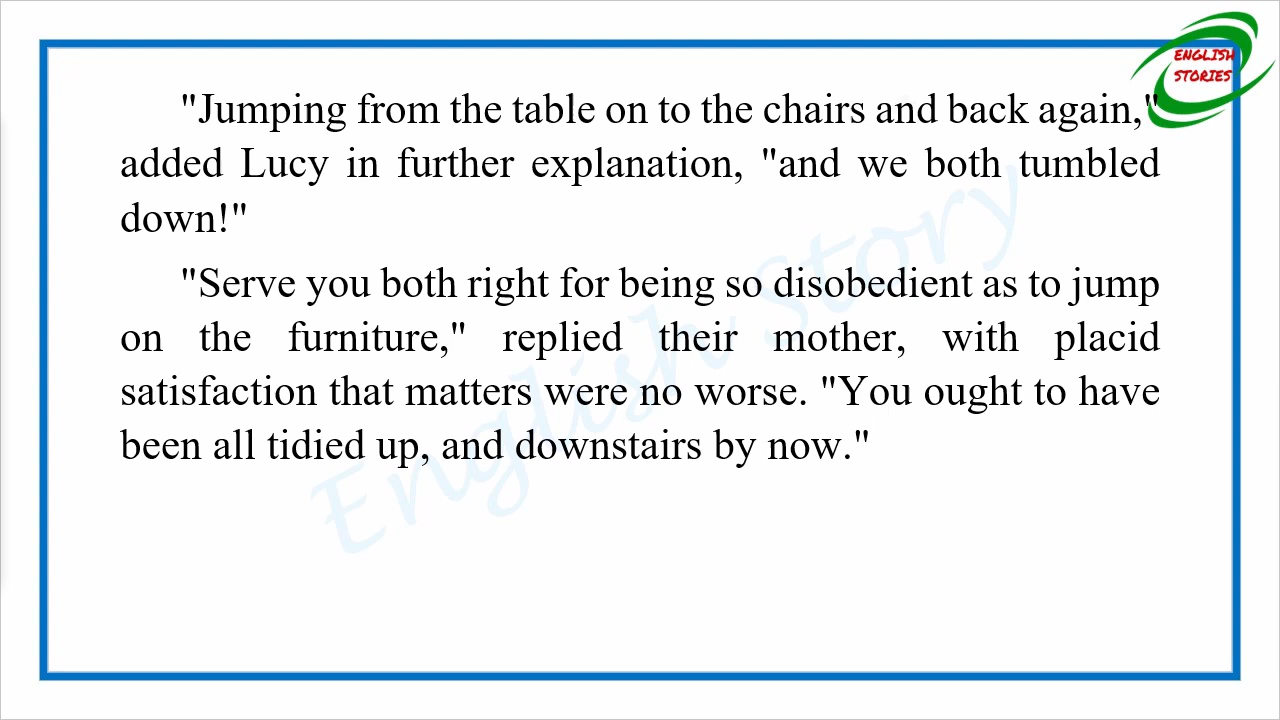 ENGLISH
STORIES
"Jumping from the table on to the chairs and back again,"
added Lucy in further explanation, "and we both tumbled
down!"
"Serve you both right for being so disobedient as to jump
on the furniture," replied their mother, with placid
satisfaction that matters were no worse. "You ought to have
been all tidied up, and downstairs by now."
English Story